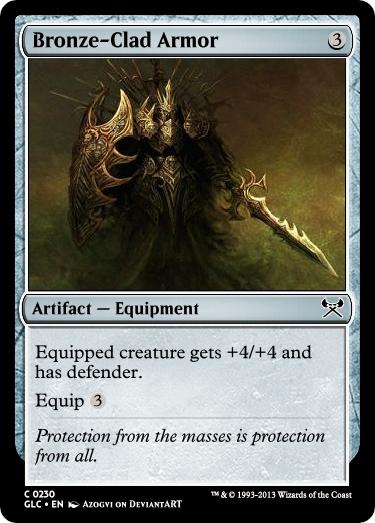 Bronze-Clad Armor 3
Artifact — Equipment
Equipped creature gets +4/+4 and
has defender.
Equip 3
Protection from the masses is protection
from all.
C 0230
GLC • EN Azogvi on DeviantART
™ & © 1993-2013 Wizards of the Coast